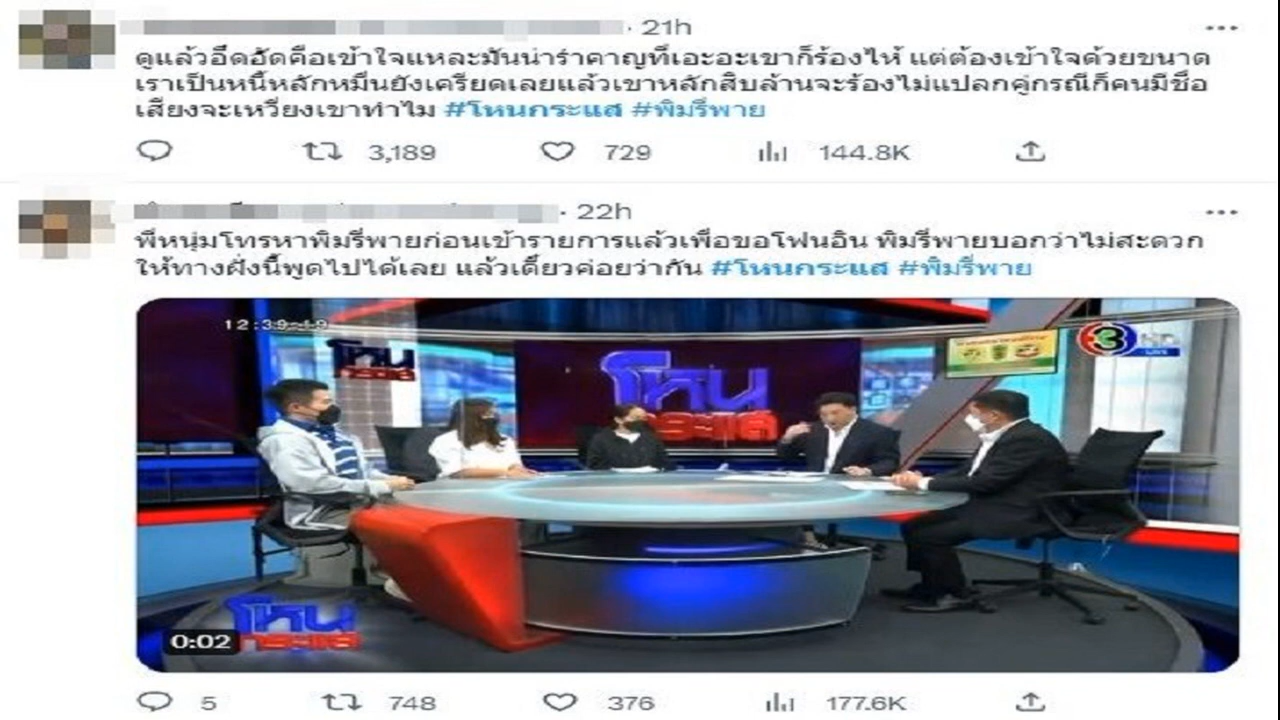 · 21h
ดูแล้วอึดอัดคือเข้าใจแหละมันน่ารำคาญที่เอะอะเขาก็ร้องไห้ แต่ต้องเข้าใจด้วยขนาด
เราเป็นหนี้หลักหมื่นยังเครียดเลยแล้วเขาหลักสิบล้านจะร้องไม่แปลกคู่กรณีก็คนมีชื่อ
เสียงจะเหวี่ยงเขาทำไม #โหนกระแส #พิมรี่พาย
3,189 729 144.8K
· 22h
พี่หนุ่มโทรหาพิมรี่พายก่อนเข้ารายการแล้วเพื่อขอโฟนอิน พิมรี่พายบอกว่าไม่สะดวก
ให้ทางฝั่งนี้พูดไปได้เลย แล้วเดี๋ยวค่อยว่ากัน #โหนกระแส #พิมรี่พาย
โหน
กระแส
3 HD
LIVE
โหน
กระแส
0:02
โหน
กระแส
5 748 376 177.6K